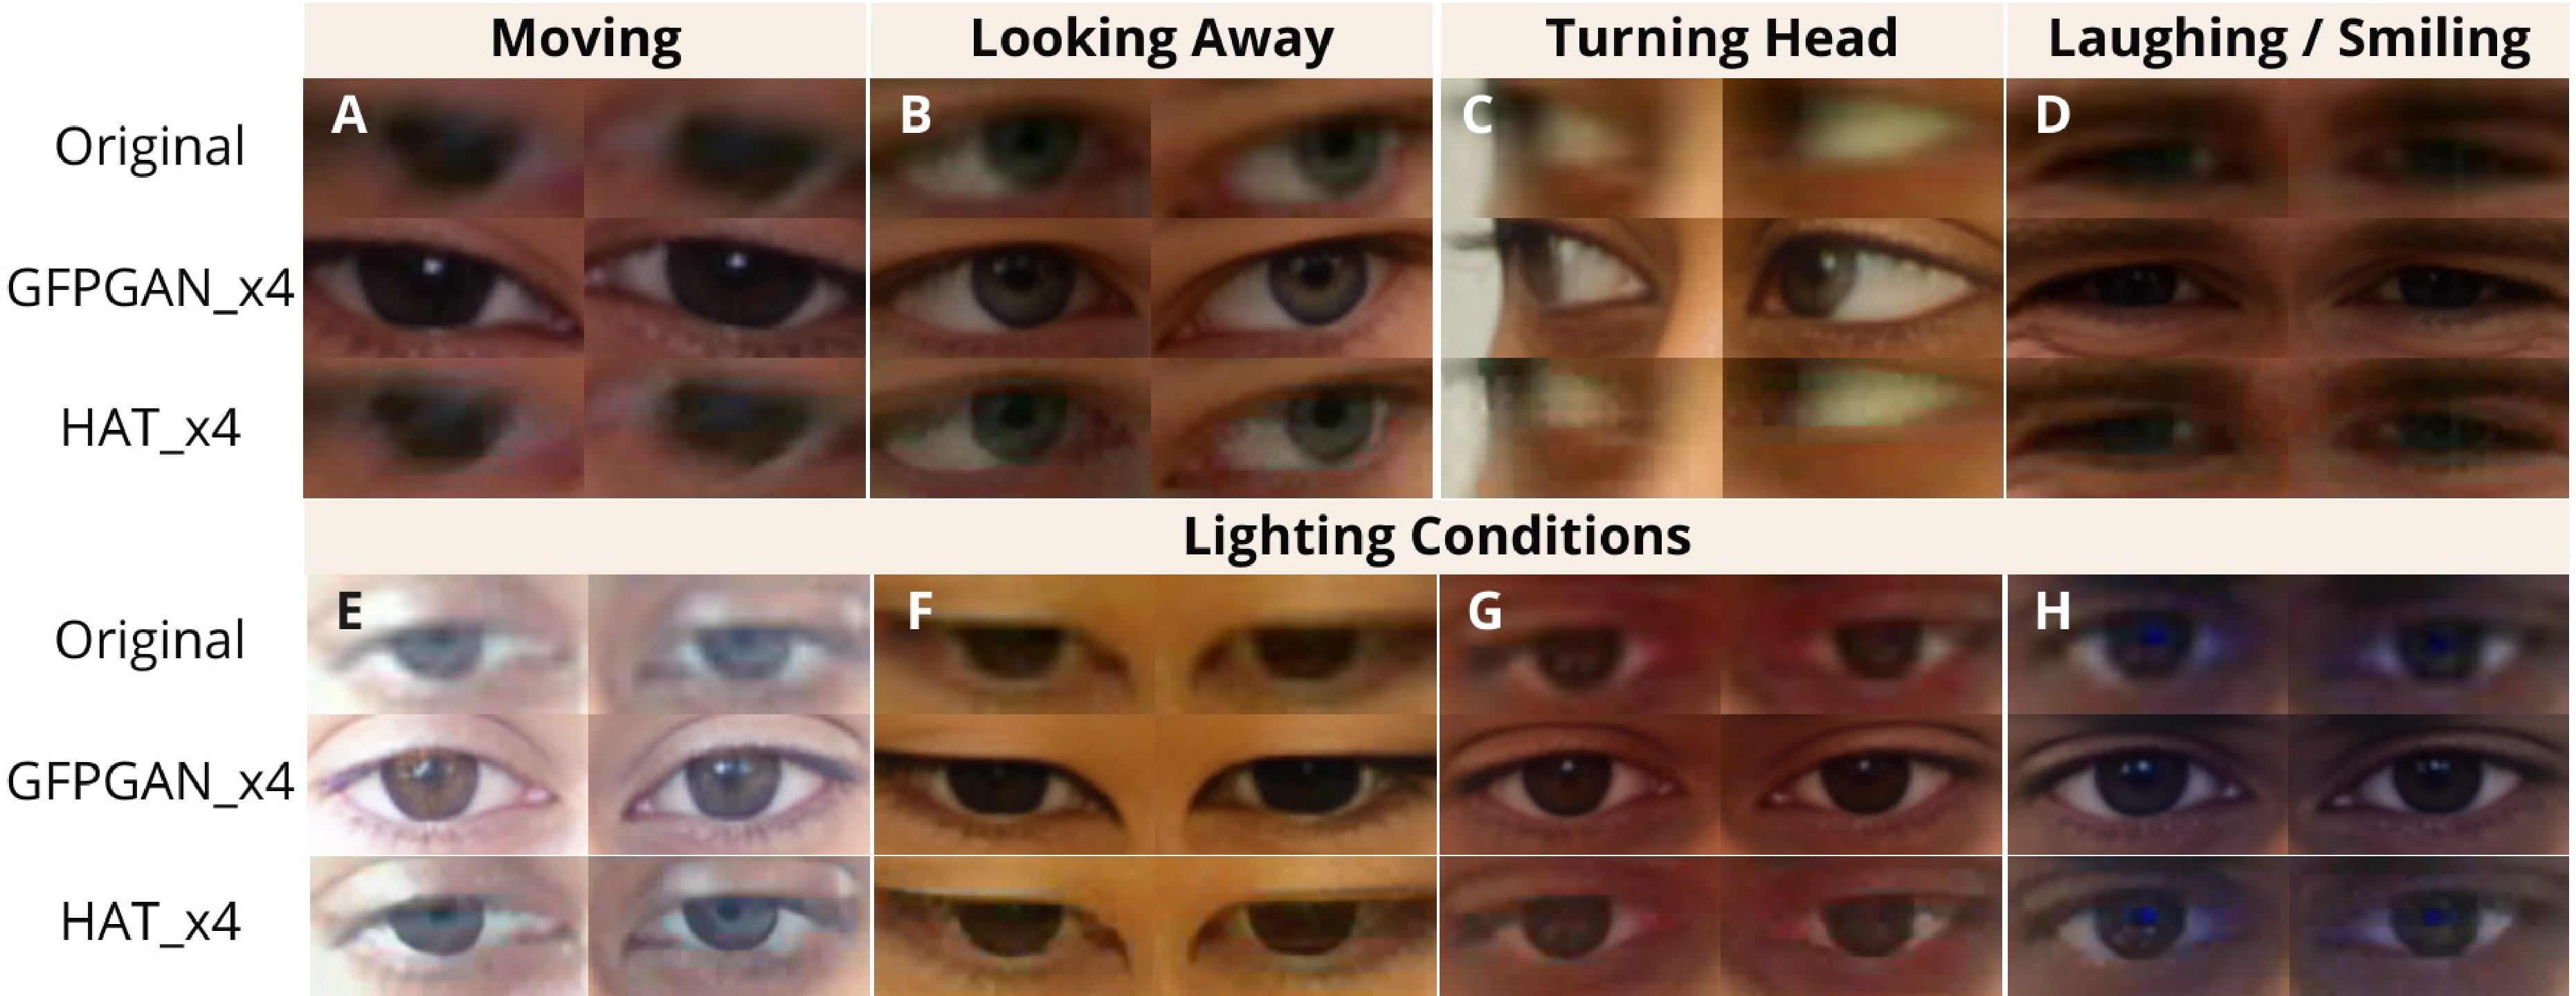 Moving Looking Away Turning Head Laughing / Smiling
Original A B C D
GFPGAN_x4
HAT_x4
Lighting Conditions
Original E F G H
GFPGAN_x4
HAT_x4